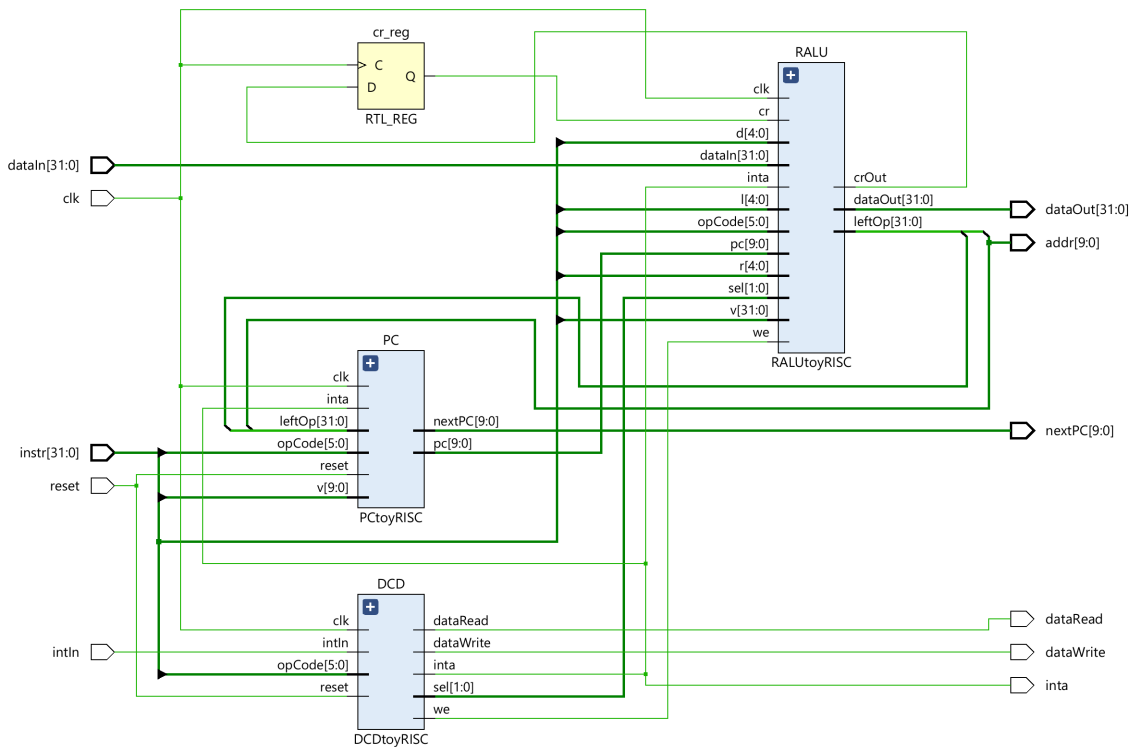 cr_reg
C
D
Q
RTL_REG
RALU
clk
cr
d[4:0]
dataIn[31:0]
inta
l[4:0]
opCode[5:0]
pc[9:0]
r[4:0]
sel[1:0]
v[31:0]
we
crOut
dataOut[31:0]
leftOp[31:0]
RALUtoyRISC
dataIn[31:0]
clk
dataOut[31:0]
addr[9:0]
PC
clk
inta
leftOp[31:0]
opCode[5:0]
reset
v[9:0]
nextPC[9:0]
pc[9:0]
PCtoyRISC
instr[31:0]
reset
nextPC[9:0]
DCD
clk
intIn
opCode[5:0]
reset
dataRead
dataWrite
inta
sel[1:0]
we
DCDtoyRISC
intIn
dataRead
dataWrite
inta